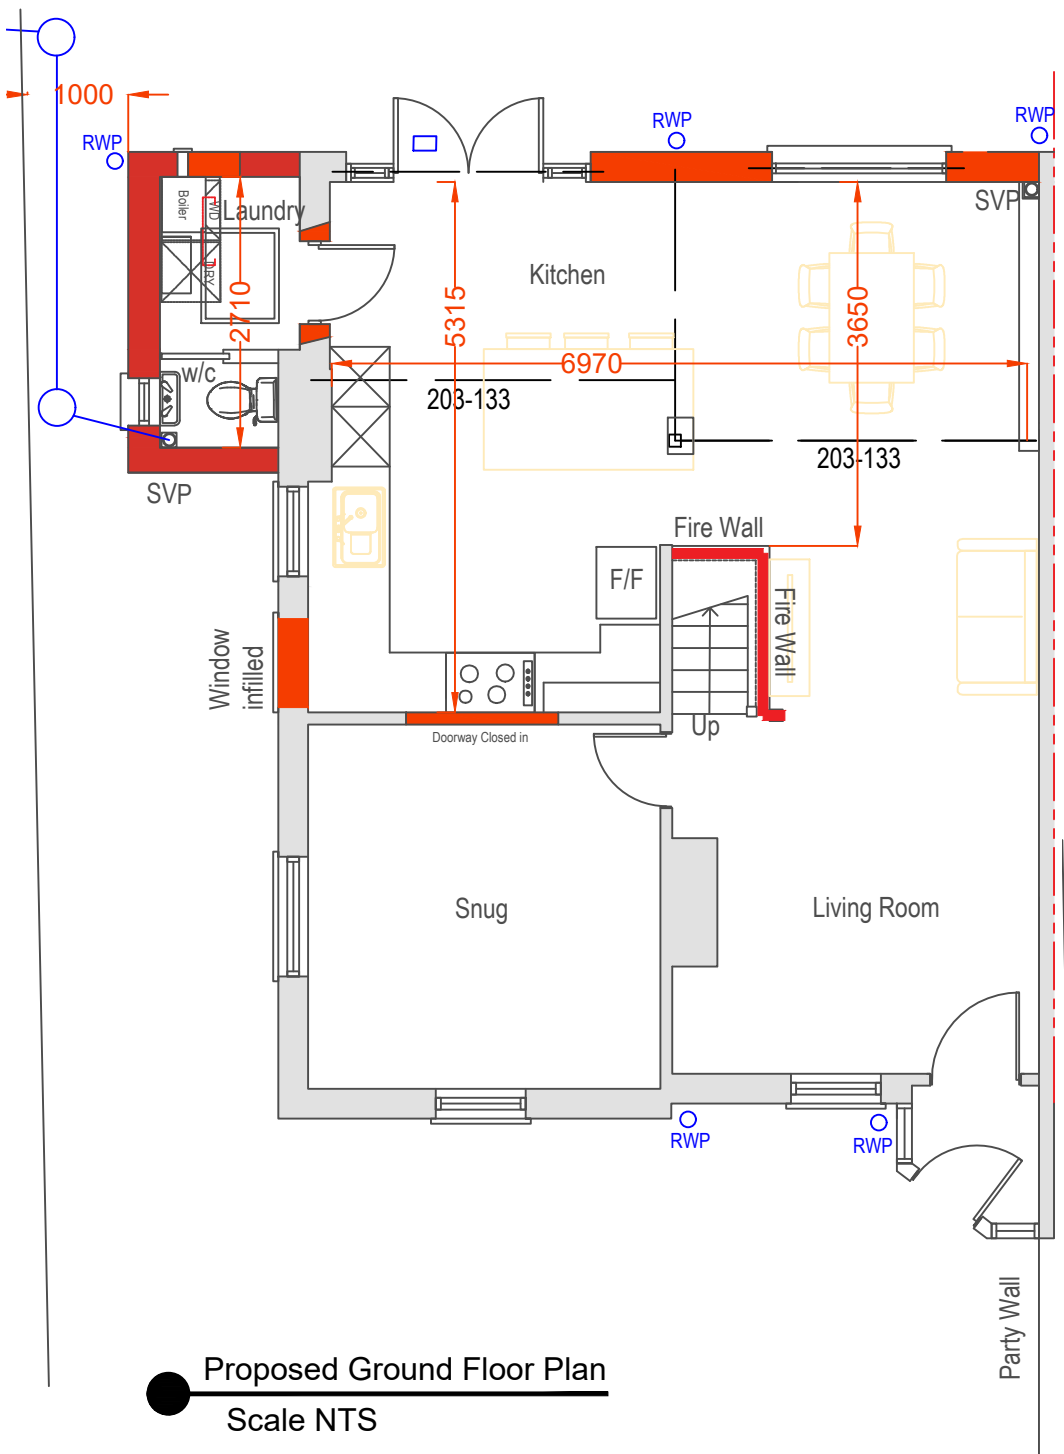 1000
RWP
RWP
RWP
Boiler
WD
Laundry
DRY
2710
Kitchen
5315
6970
3650
SVP
w/c
203-133
203-133
SVP
Fire Wall
F/F
Fire Wall
Window
infilled
Up
Doorway Closed in
Snug
Living Room
RWP
RWP
Party Wall
Proposed Ground Floor Plan
Scale NTS